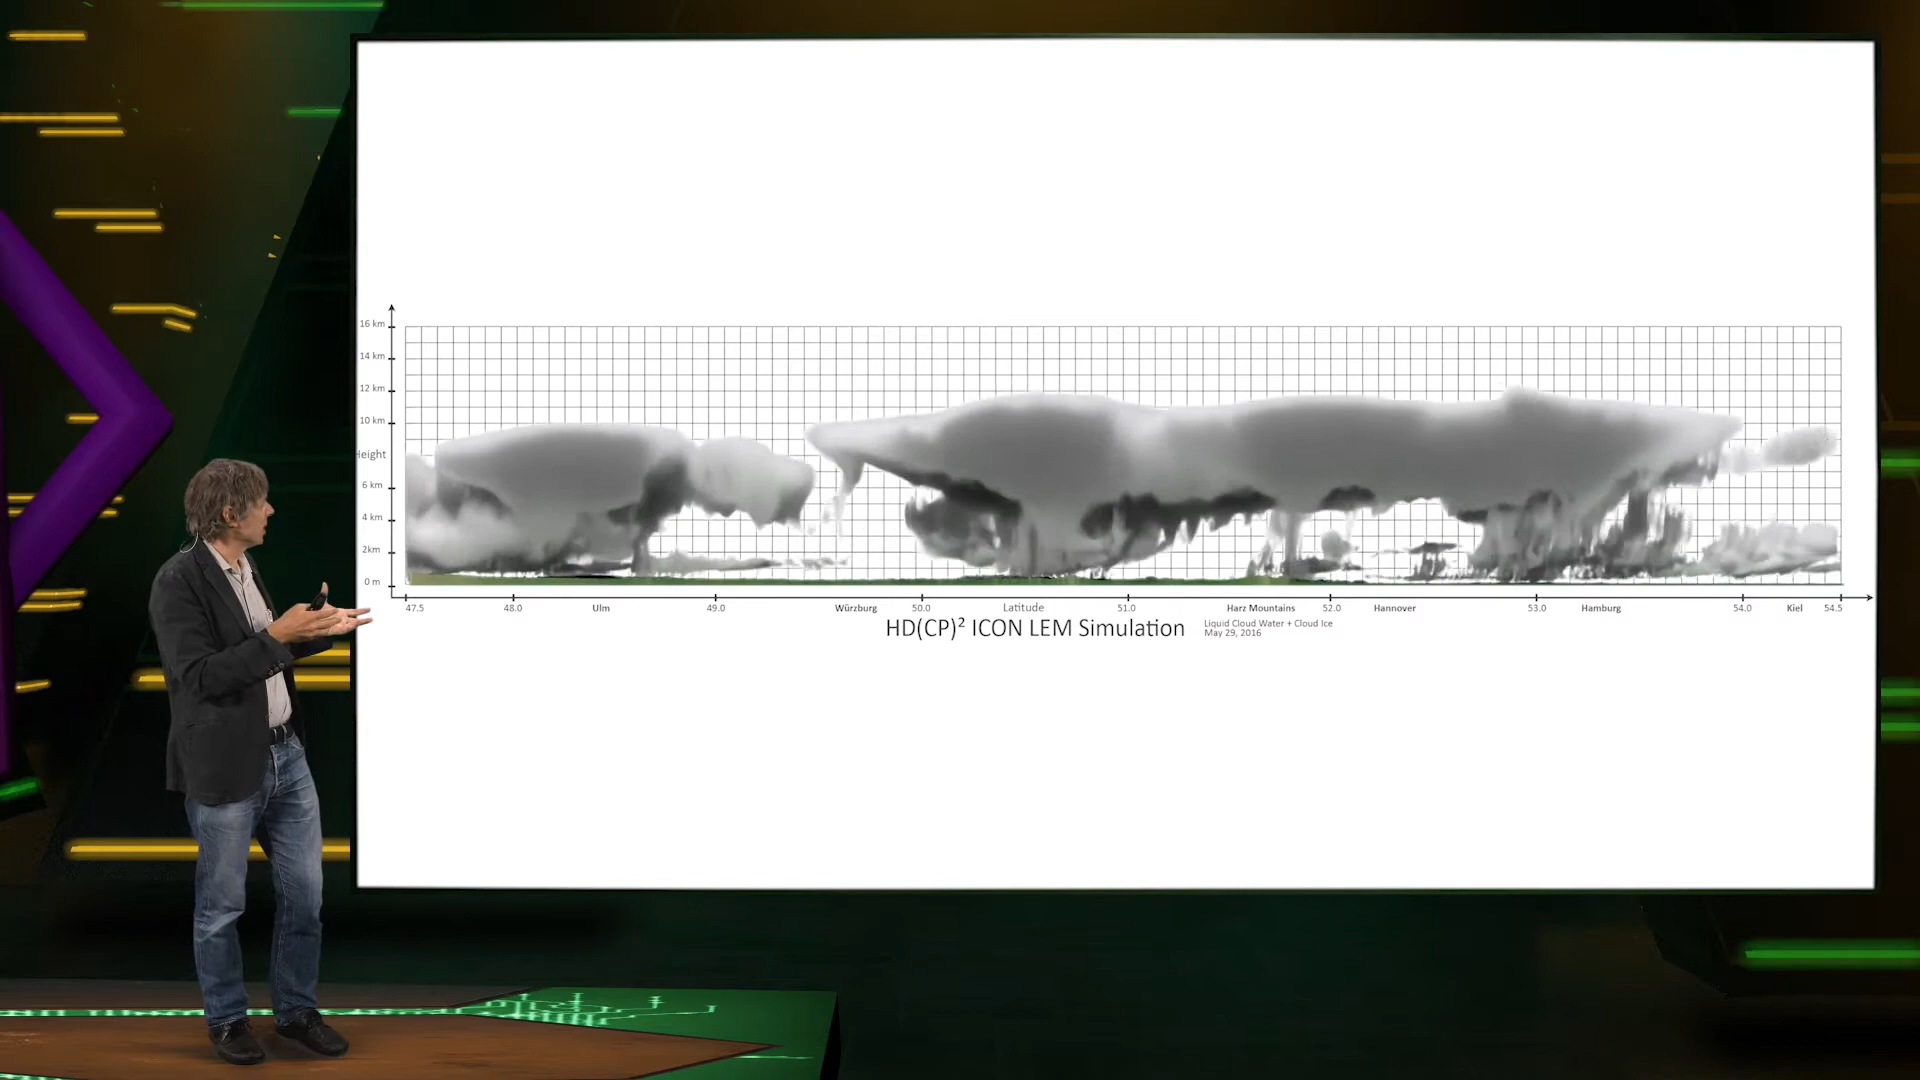 16 km
14 km
12 km
10 km
Height
6 km
4 km
2km
0 m
47.5 48.0 Ulm 49.0 Würzburg 50.0 Latitude 51.0 Harz Mountains 52.0 Hannover 53.0 Hamburg 54.0 Kiel 54.5
HD(CP)² ICON LEM Simulation
Liquid Cloud Water + Cloud Ice
May 29, 2016